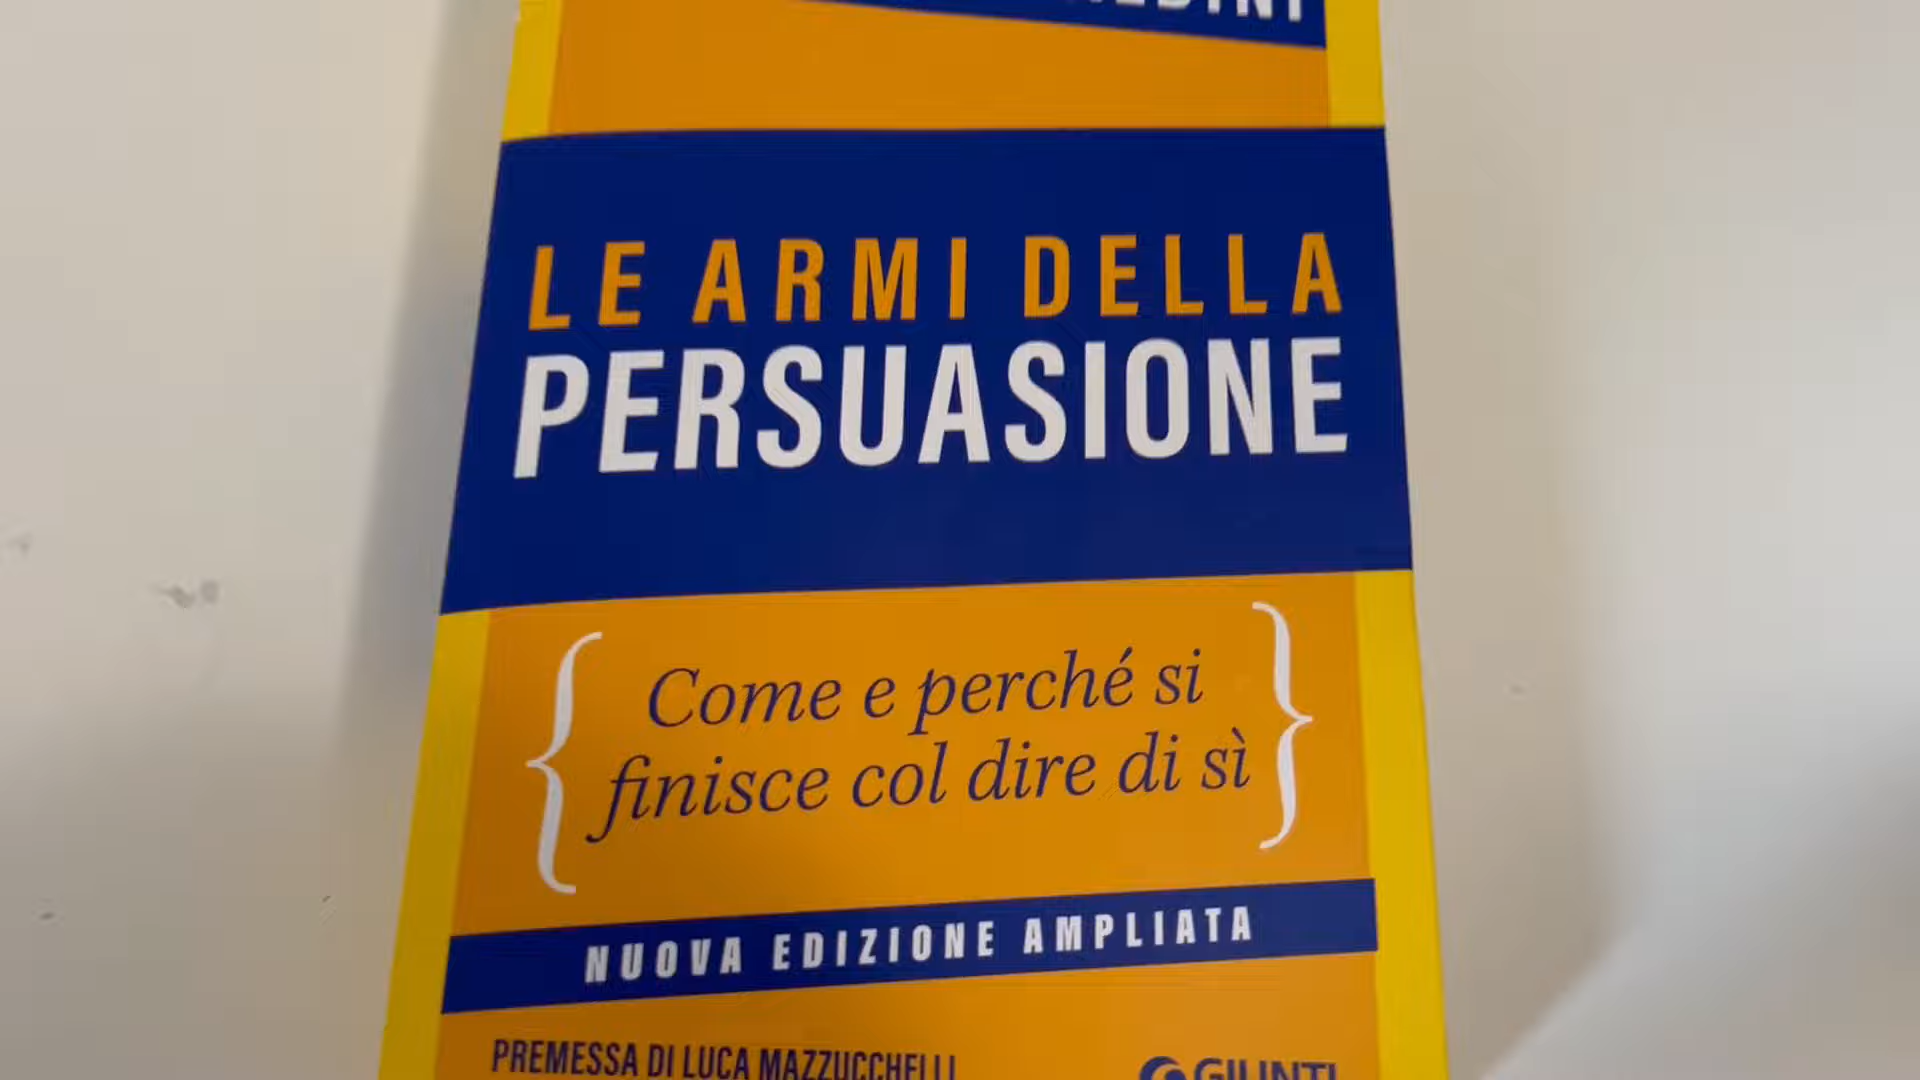 LE ARMI DELLA
PERSUASIONE
Come e perché si
finisce col dire di sì
NUOVA EDIZIONE AMPLIATA
PREMESSA DI LUCA MAZZUCCHELLI
GIUNTI